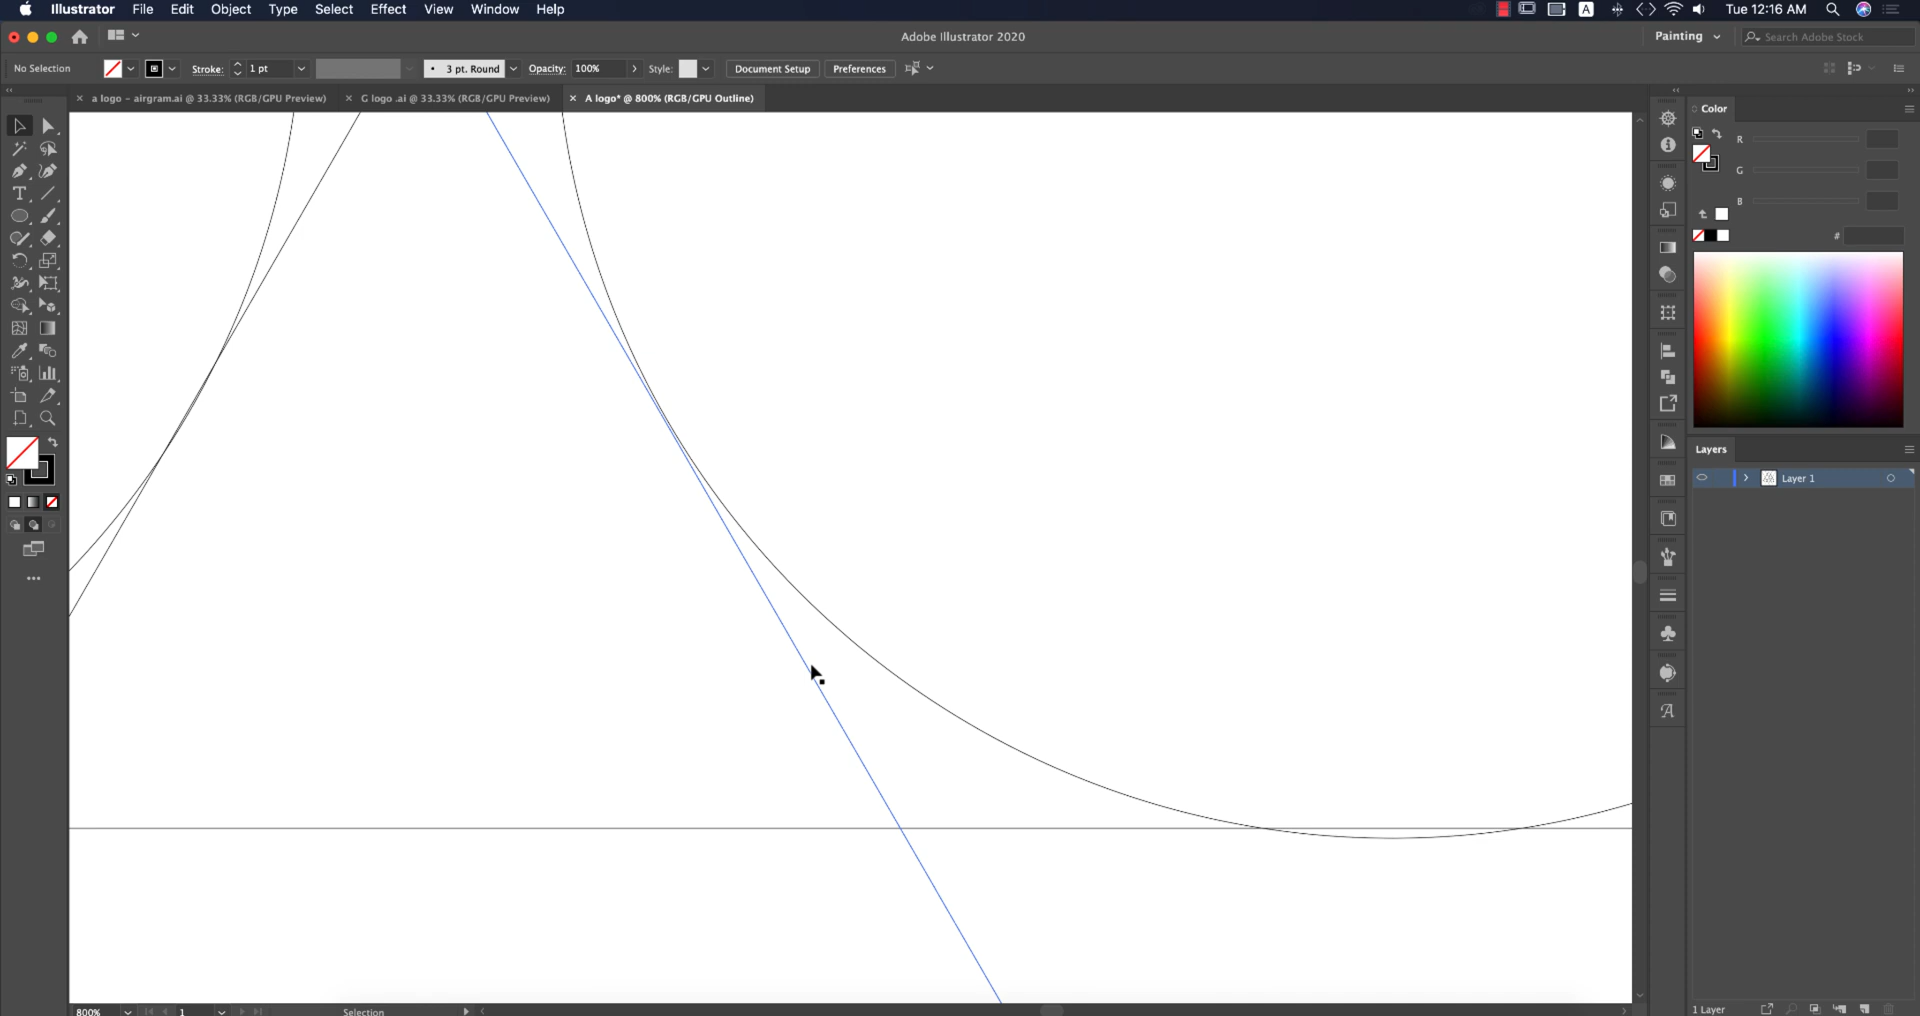 Illustrator File Edit Object Type Select Effect View Window Help
A
Tue 12:16 AM
Adobe Illustrator 2020
Painting
Search Adobe Stock
No Selection
Stroke:
1 pt
3 pt. Round
Opacity:
100%
Style:
Document Setup
Preferences
a logo - airgram.ai @ 33.33% (RGB/GPU Preview)
G logo .ai @ 33.33% (RGB/GPU Preview)
A logo* @ 800% (RGB/GPU Outline)
Color
R
G
B
#
Layers
Layer 1
800%
1
Selection
1 Layer